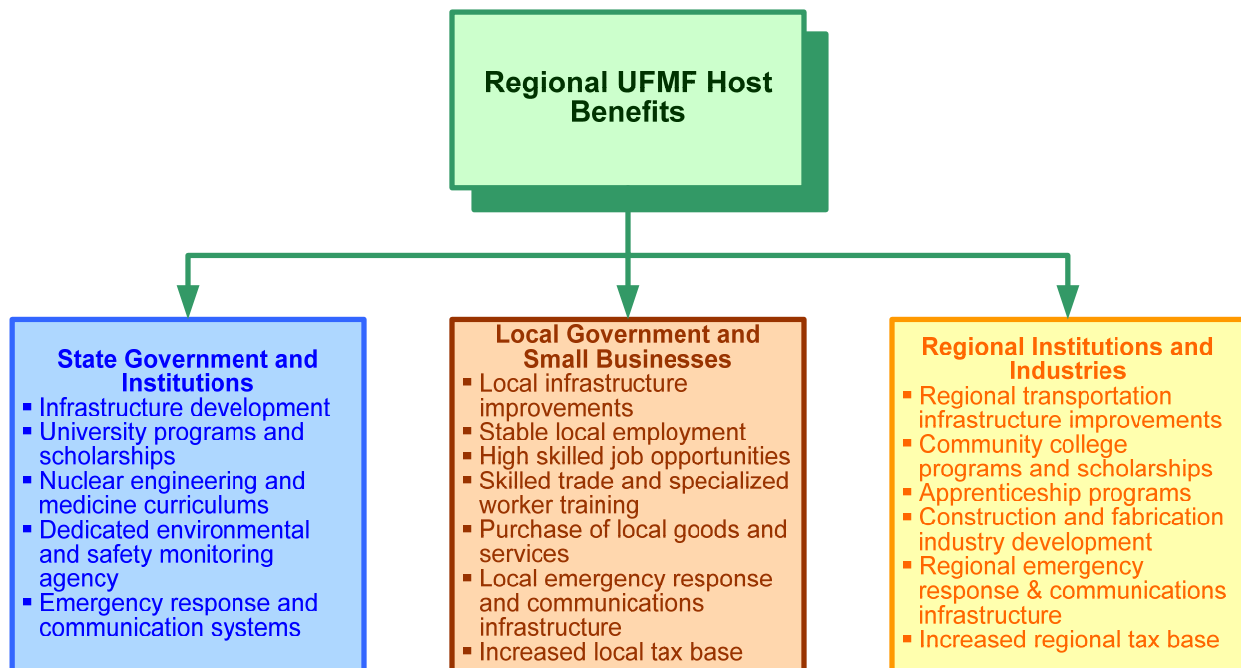 Regional UFMF Host
Benefits
State Government and
Institutions
▪ Infrastructure development
▪ University programs and
scholarships
▪ Nuclear engineering and
medicine curriculums
▪ Dedicated environmental
and safety monitoring
agency
▪ Emergency response and
communication systems
Local Government and
Small Businesses
▪ Local infrastructure
improvements
▪ Stable local employment
▪ High skilled job opportunities
▪ Skilled trade and specialized
worker training
▪ Purchase of local goods and
services
▪ Local emergency response
and communications
infrastructure
▪ Increased local tax base
Regional Institutions and
Industries
▪ Regional transportation
infrastructure improvements
▪ Community college
programs and scholarships
▪ Apprenticeship programs
▪ Construction and fabrication
industry development
▪ Regional emergency
response & communications
infrastructure
▪ Increased regional tax base